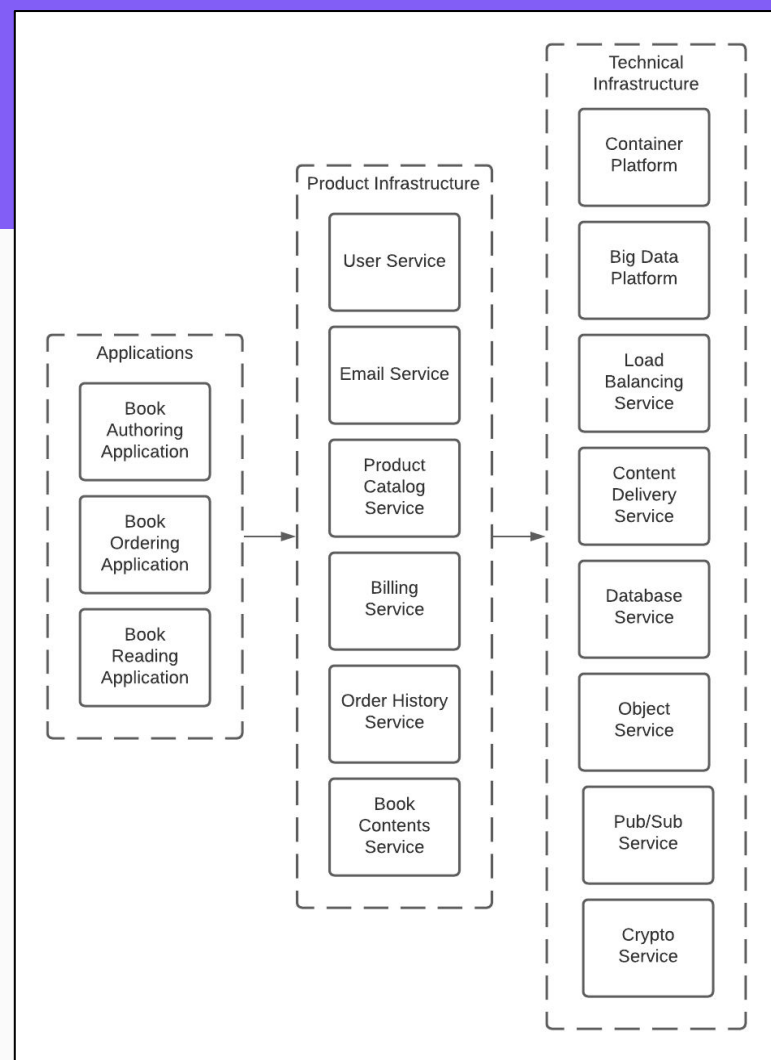 Applications
Book
Authoring
Application
Book
Ordering
Application
Book
Reading
Application
Product Infrastructure
User Service
Email Service
Product
Catalog
Service
Billing
Service
Order History
Service
Book
Contents
Service
Technical
Infrastructure
Container
Platform
Big Data
Platform
Load
Balancing
Service
Content
Delivery
Service
Database
Service
Object
Service
Pub/Sub
Service
Crypto
Service